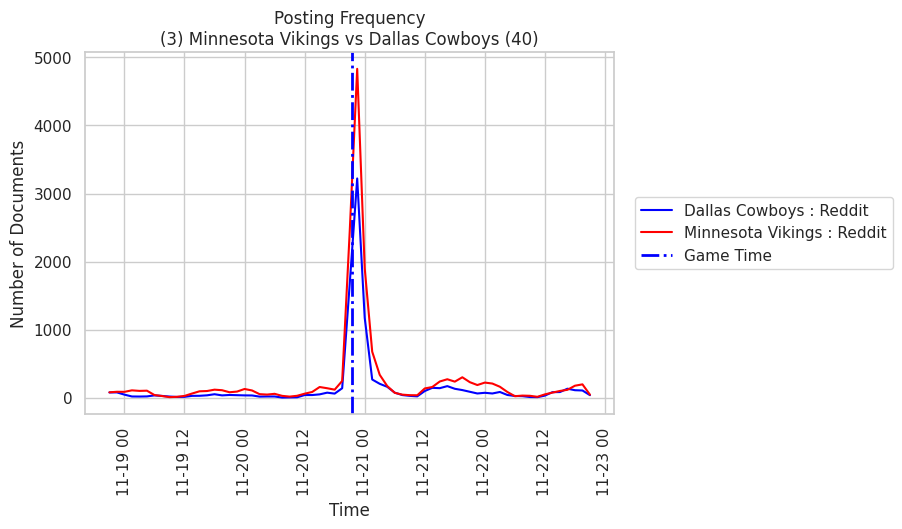 Posting Frequency
(3) Minnesota Vikings vs Dallas Cowboys (40)
Number of Documents
5000
4000
3000
2000
1000
0
11-19 00
11-19 12
11-20 00
11-20 12
11-21 00
11-21 12
11-22 00
11-22 12
11-23 00
Time
Dallas Cowboys : Reddit
Minnesota Vikings : Reddit
Game Time